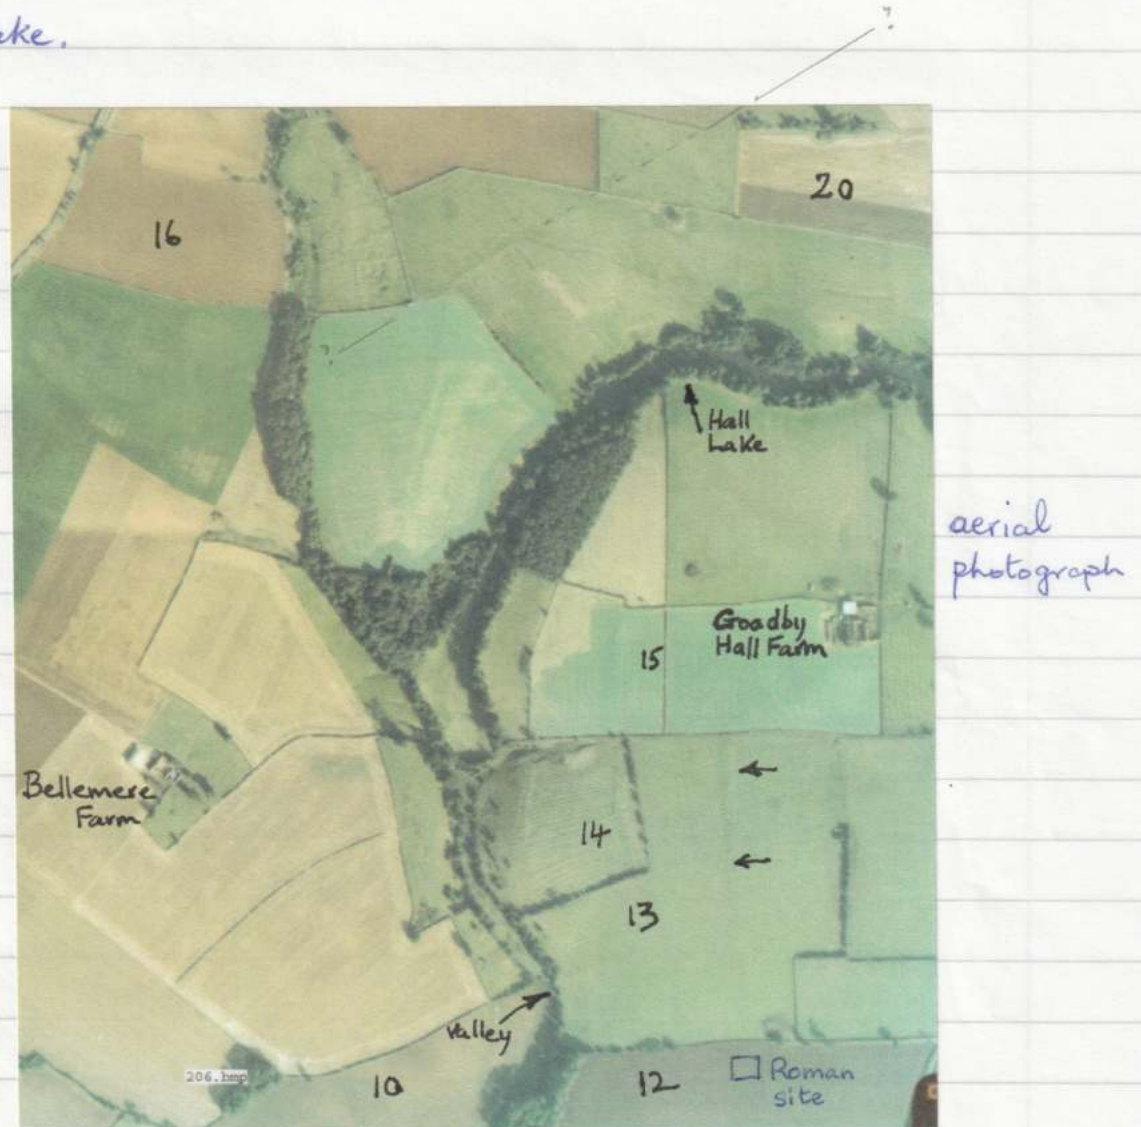 ?
20
16
?
Hall
Lake
aerial
photograph
Goadby
Hall Farm
15
Bellemere
Farm
14
13
valley
206.bmp
10
12
Roman
site